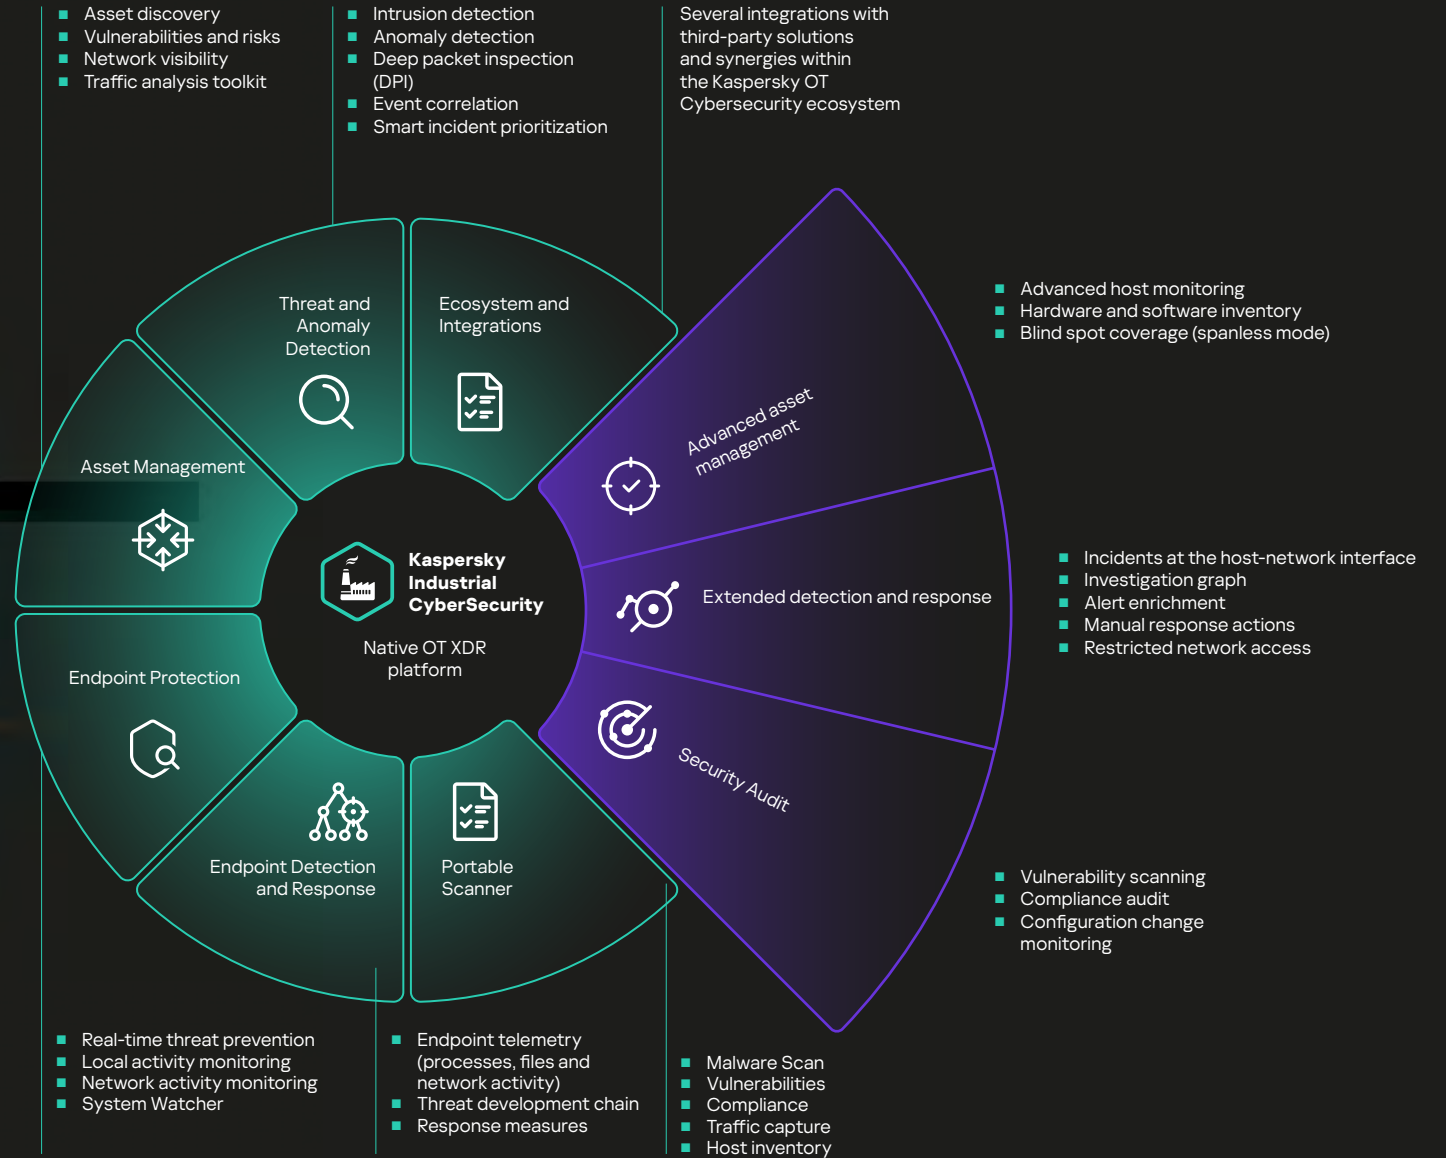 Asset discovery
Vulnerabilities and risks
Network visibility
Traffic analysis toolkit
Intrusion detection
Anomaly detection
Deep packet inspection
(DPI)
Event correlation
Smart incident prioritization
Several integrations with
third-party solutions
and synergies within
the Kaspersky OT
Cybersecurity ecosystem
Threat and
Anomaly
Detection
Ecosystem and
Integrations
Advanced host monitoring
Hardware and software inventory
Blind spot coverage (spanless mode)
Advanced asset
management
Asset Management
Kaspersky
Industrial
CyberSecurity
Native OT XDR
platform
Extended detection and response
Incidents at the host-network interface
Investigation graph
Alert enrichment
Manual response actions
Restricted network access
Endpoint Protection
Security Audit
Endpoint Detection
and Response
Portable
Scanner
Vulnerability scanning
Compliance audit
Configuration change
monitoring
Real-time threat prevention
Local activity monitoring
Network activity monitoring
System Watcher
Endpoint telemetry
(processes, files and
network activity)
Threat development chain
Response measures
Malware Scan
Vulnerabilities
Compliance
Traffic capture
Host inventory